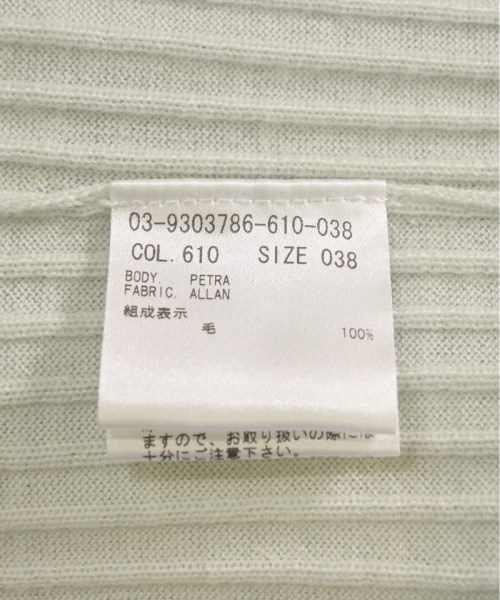 03-9303786-610-038
COL. 610 SIZE 038
BODY. PETRA
FABRIC. ALLAN
組成表示
毛 100%
ますので、お取り扱いの際には
十分にご注意下さい。